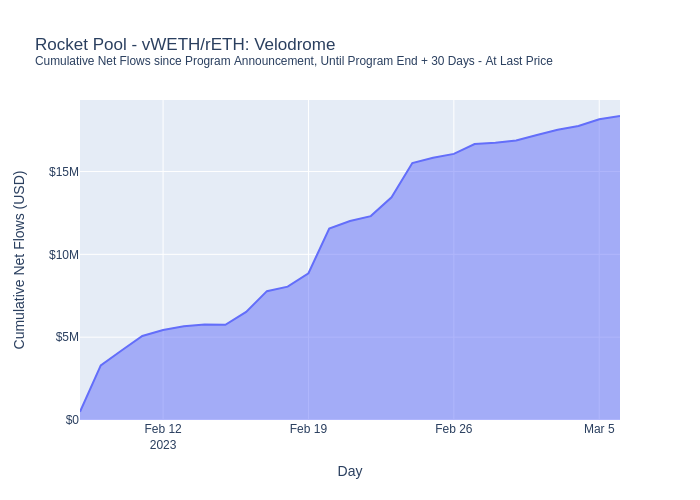 Rocket Pool - vWETH/rETH: Velodrome
Cumulative Net Flows since Program Announcement, Until Program End + 30 Days - At Last Price
Cumulative Net Flows (USD)
$15M
$10M
$5M
$0
Feb 12
2023
Feb 19
Feb 26
Mar 5
Day